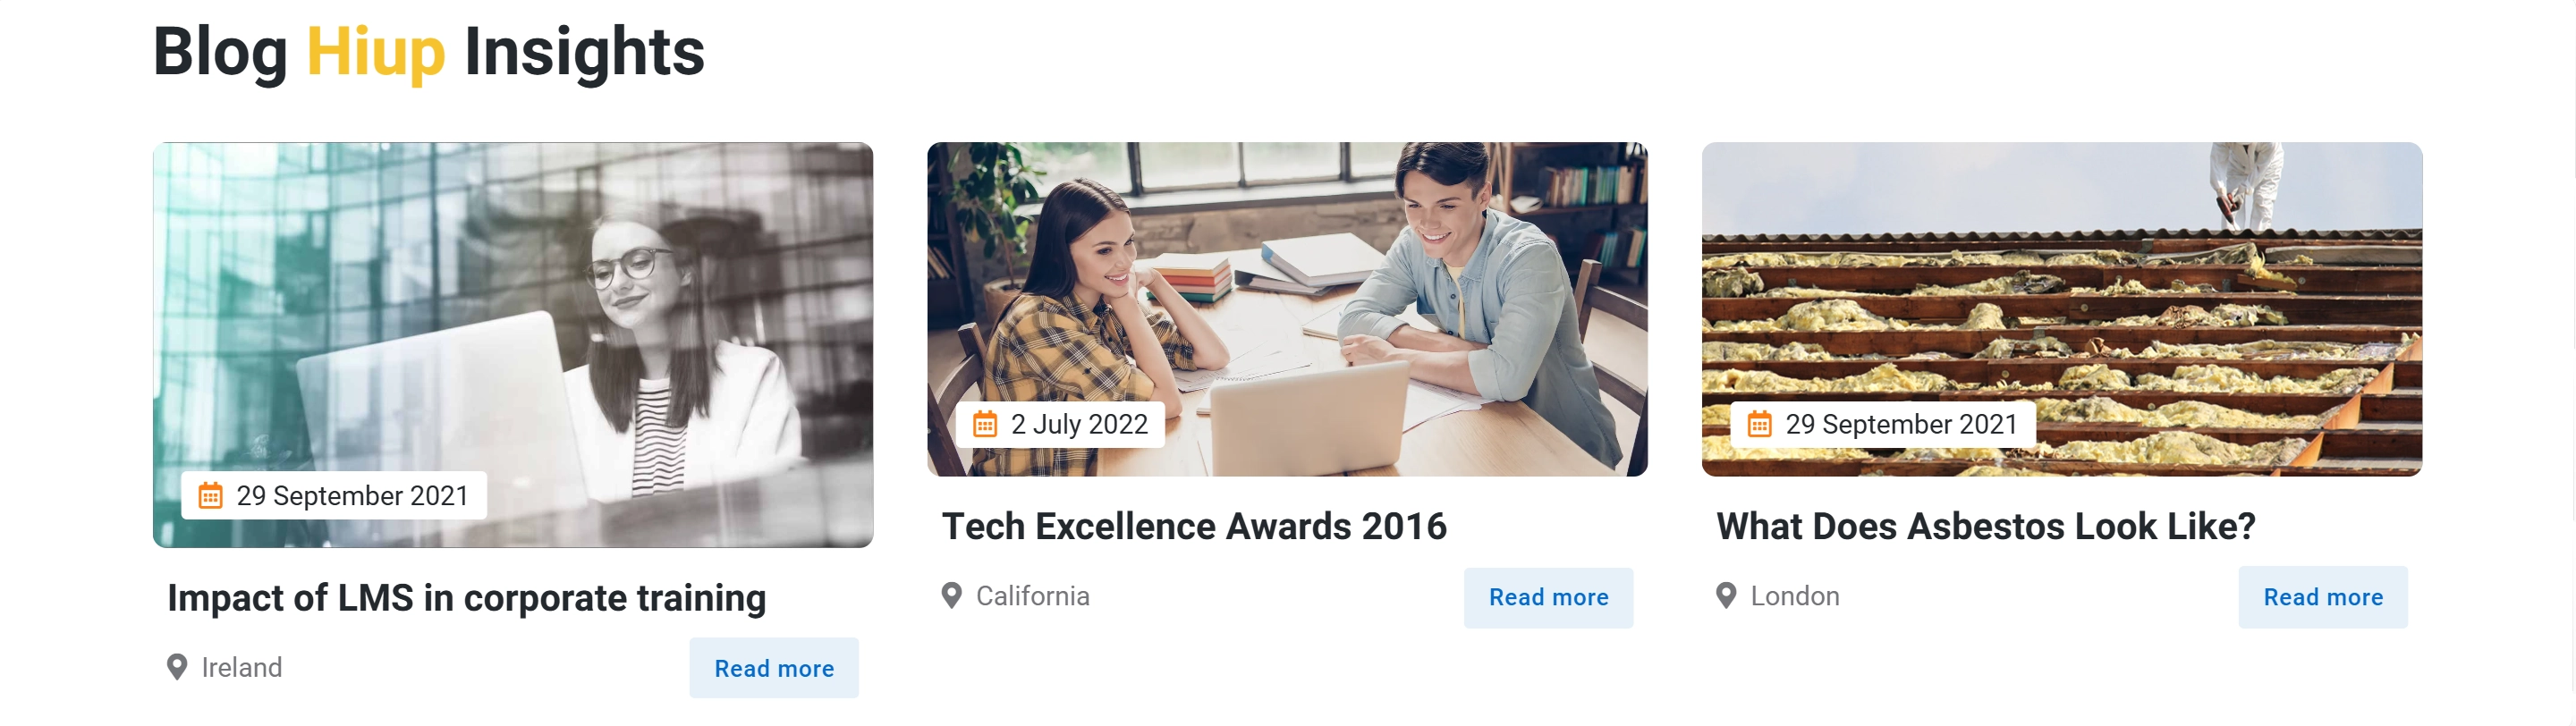 Blog Hiup Insights
29 September 2021
Impact of LMS in corporate training
Ireland
Read more
2 July 2022
Tech Excellence Awards 2016
California
Read more
29 September 2021
What Does Asbestos Look Like?
London
Read more